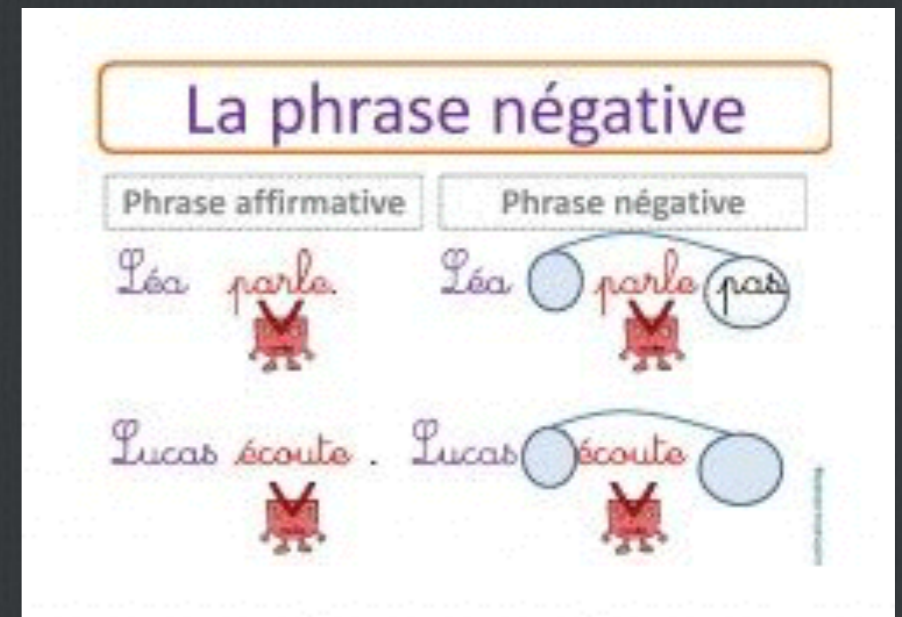 La phrase négative
Phrase affirmative
Phrase négative
Léa parle.
Léa parle pas
Lucas écoute .
Lucas écoute